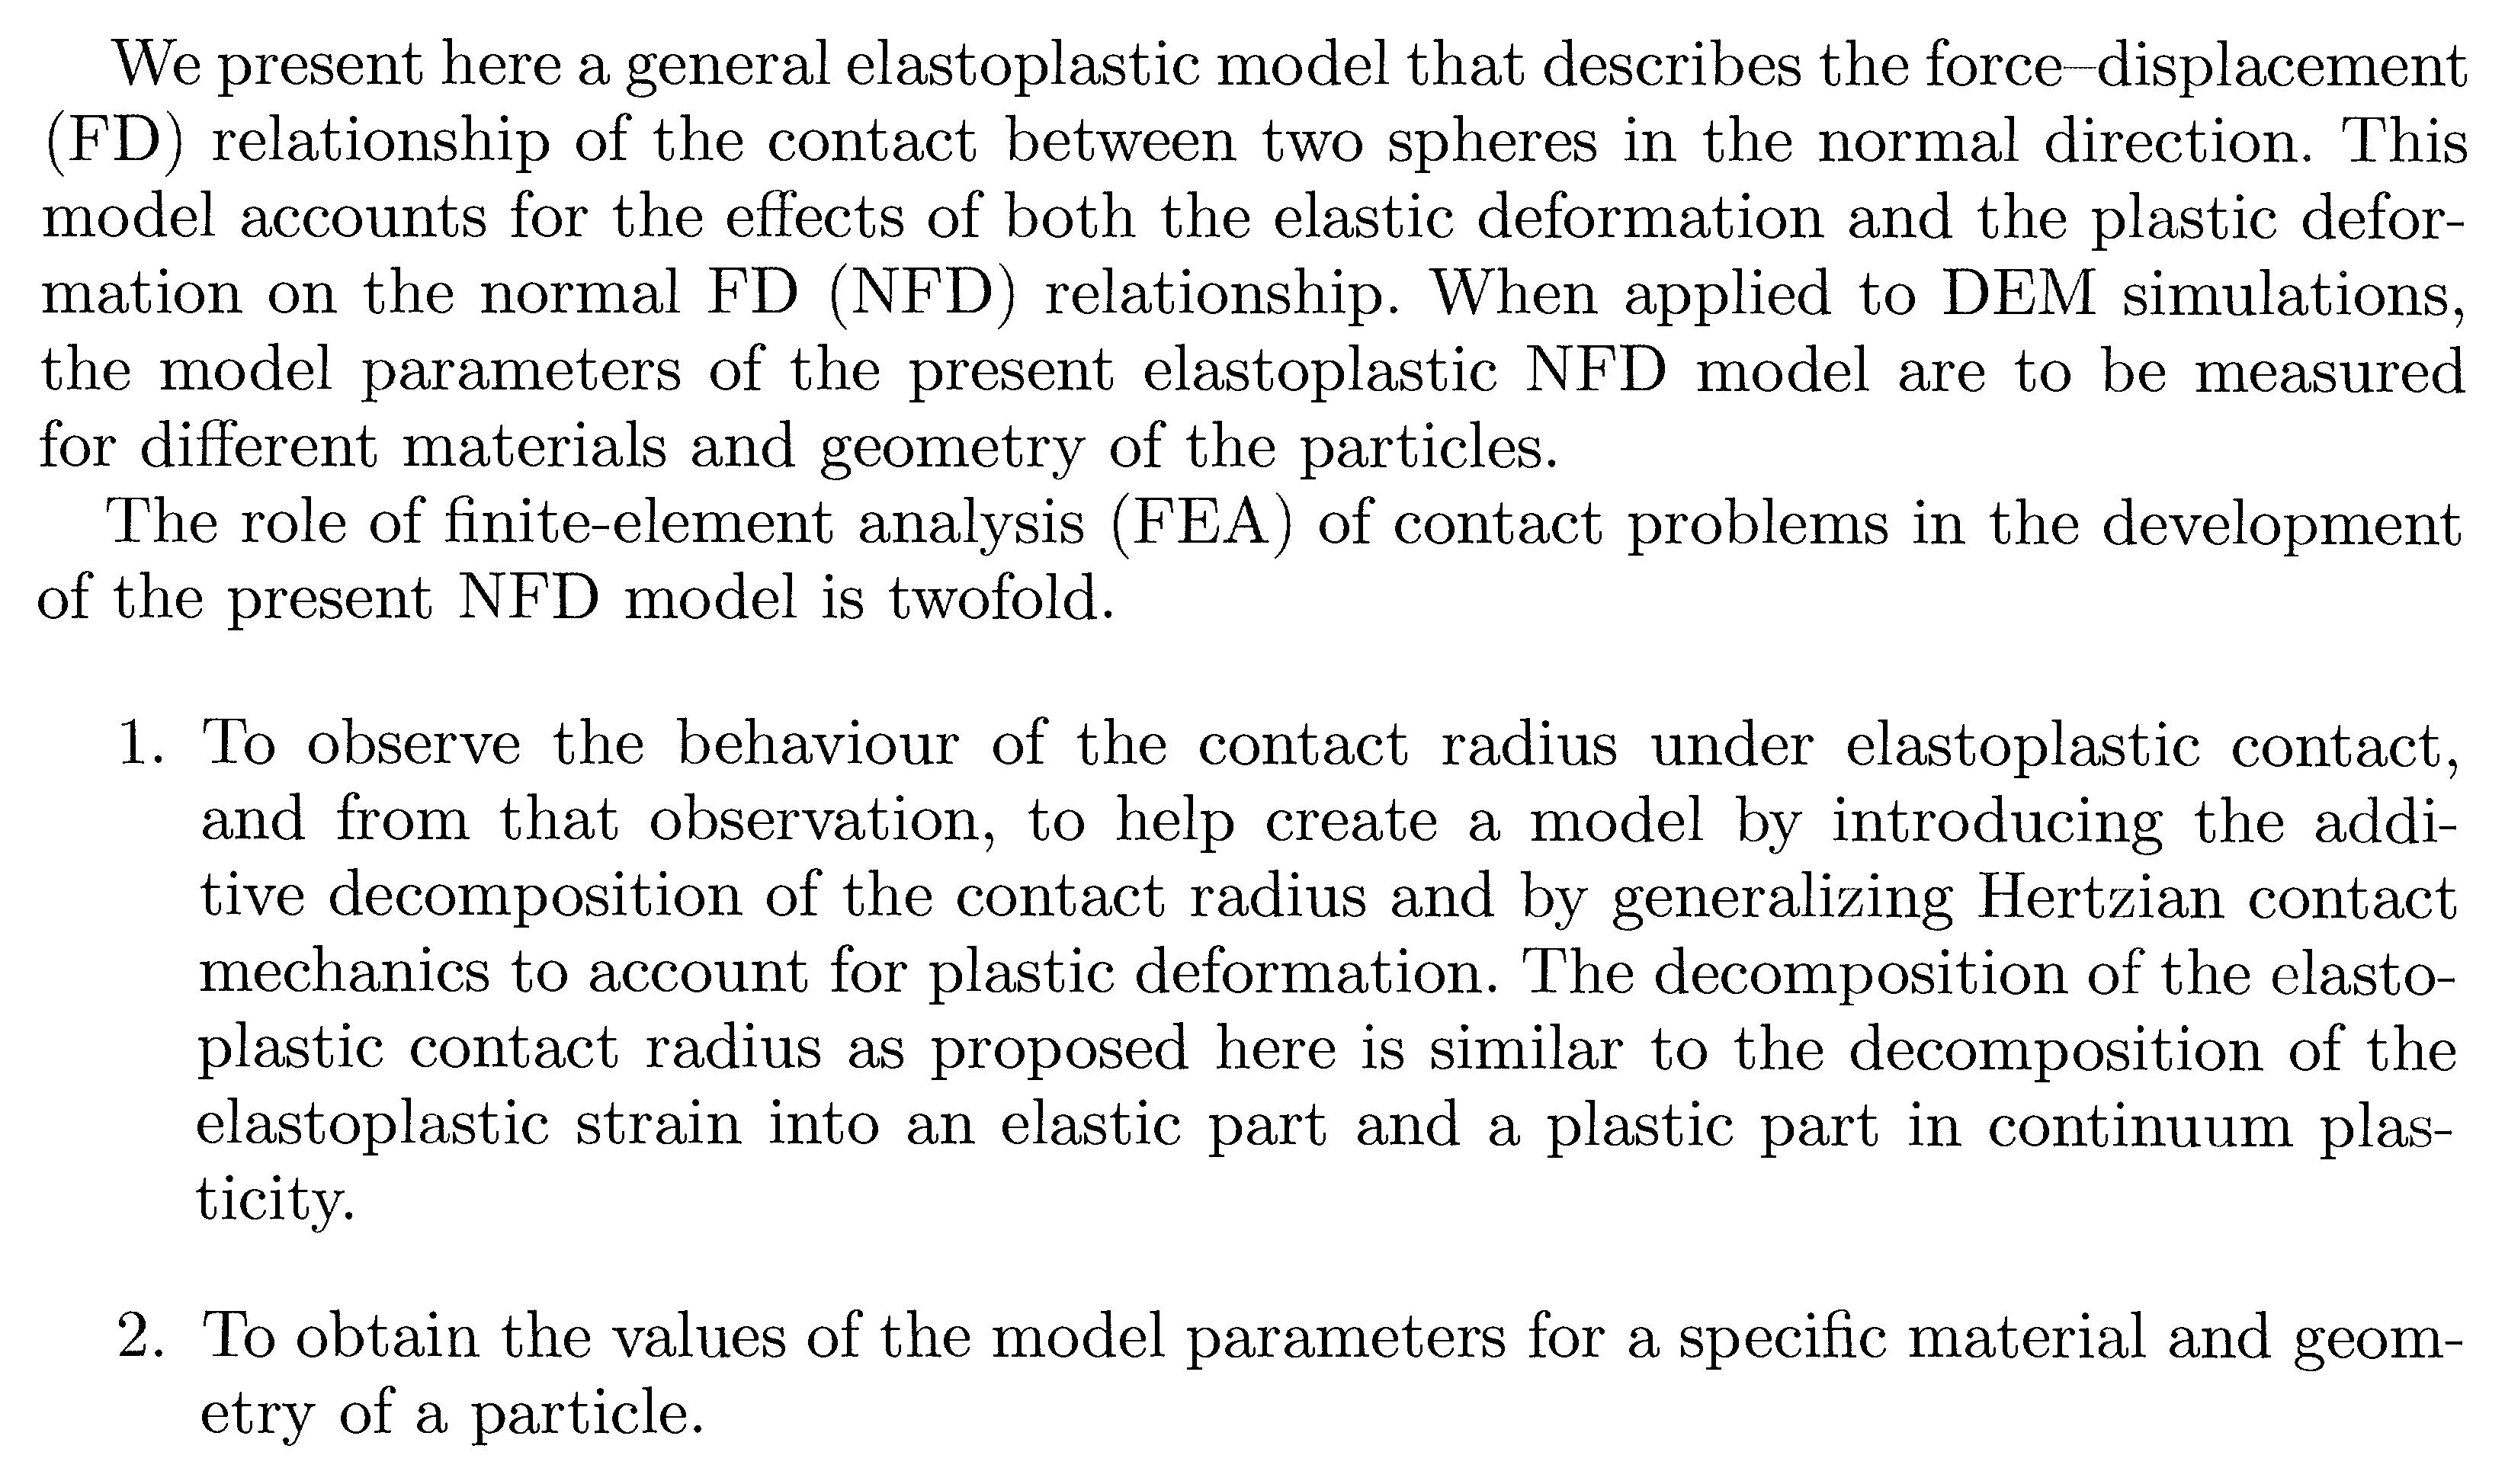 We present here a general elastoplastic model that describes the force–displacement
(FD) relationship of the contact between two spheres in the normal direction. This
model accounts for the effects of both the elastic deformation and the plastic defor-
mation on the normal FD (NFD) relationship. When applied to DEM simulations,
the model parameters of the present elastoplastic NFD model are to be measured
for different materials and geometry of the particles.
The role of finite-element analysis (FEA) of contact problems in the development
of the present NFD model is twofold.
1. To observe the behaviour of the contact radius under elastoplastic contact,
and from that observation, to help create a model by introducing the addi-
tive decomposition of the contact radius and by generalizing Hertzian contact
mechanics to account for plastic deformation. The decomposition of the elasto-
plastic contact radius as proposed here is similar to the decomposition of the
elastoplastic strain into an elastic part and a plastic part in continuum plas-
ticity.
2. To obtain the values of the model parameters for a specific material and geom-
etry of a particle.